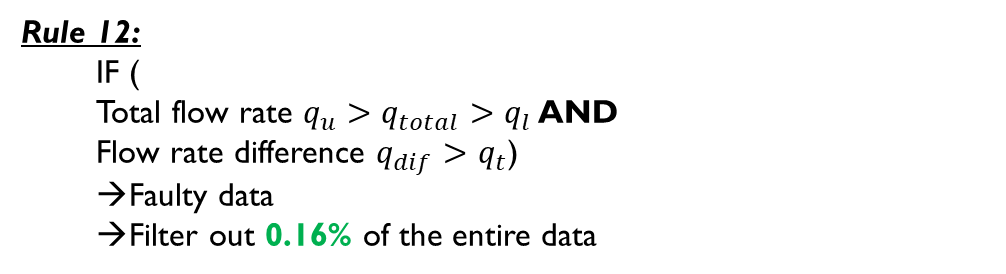 Rule 12:
IF (
Total flow rate q_u > q_total > q_l AND
Flow rate difference q_dif > q_t)
→Faulty data
→Filter out 0.16% of the entire data